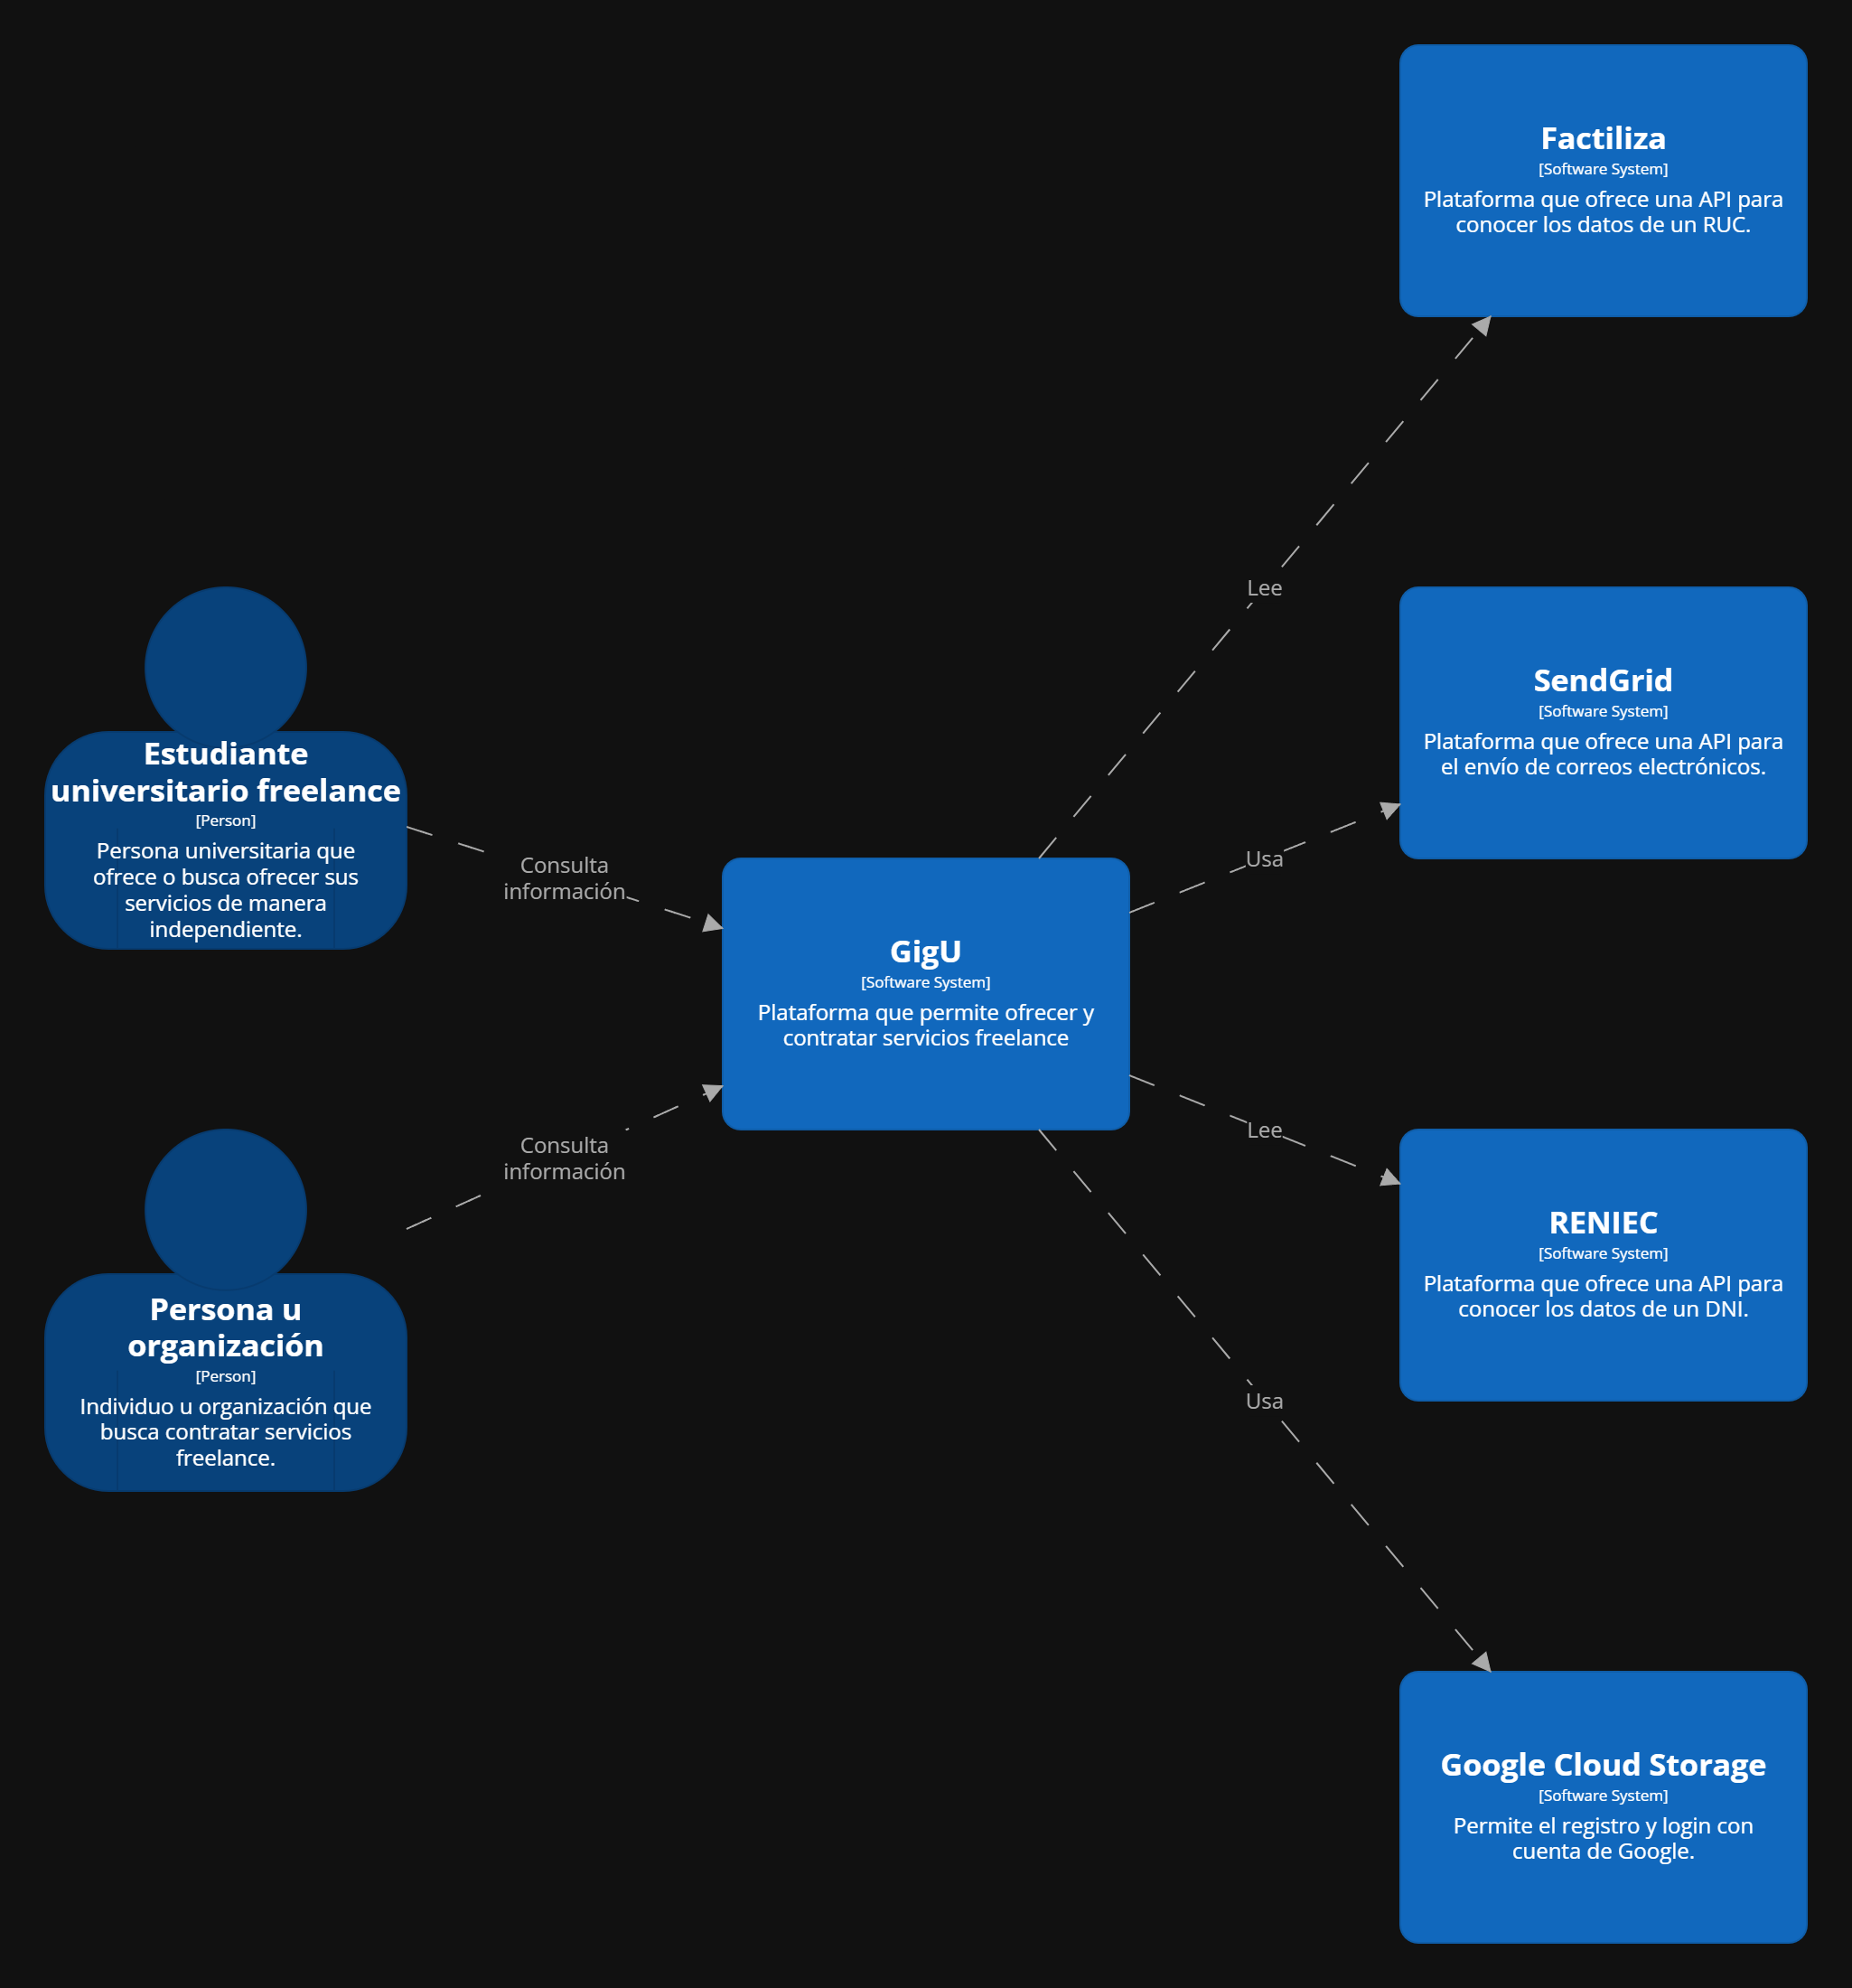 Factiliza
[Software System]
Plataforma que ofrece una API para
conocer los datos de un RUC.
Lee
SendGrid
[Software System]
Plataforma que ofrece una API para
el envío de correos electrónicos.
Usa
Estudiante
universitario freelance
[Person]
Persona universitaria que
ofrece o busca ofrecer sus
servicios de manera
independiente.
Consulta
información
GigU
[Software System]
Plataforma que permite ofrecer y
contratar servicios freelance
Consulta
información
Persona u
organización
[Person]
Individuo u organización que
busca contratar servicios
freelance.
Lee
RENIEC
[Software System]
Plataforma que ofrece una API para
conocer los datos de un DNI.
Usa
Google Cloud Storage
[Software System]
Permite el registro y login con
cuenta de Google.